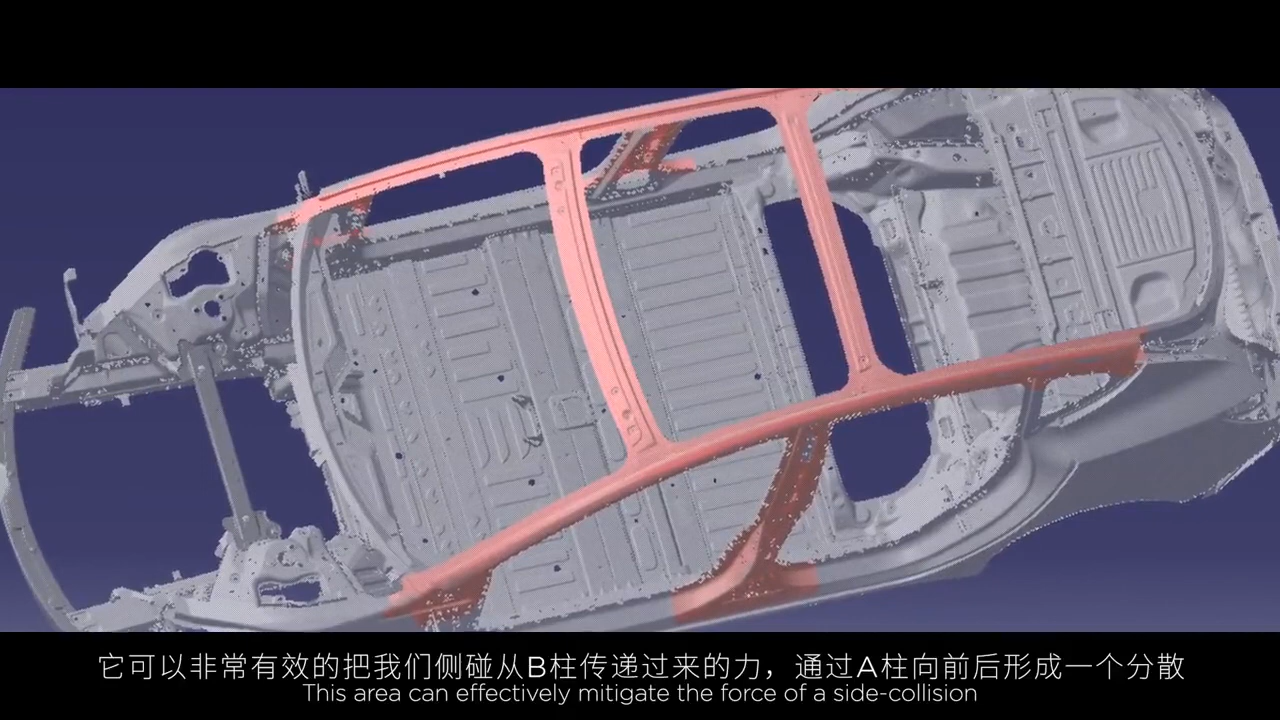 它可以非常有效的把我们侧碰从B柱传递过来的力，通过A柱向前后形成一个分散
This area can effectively mitigate the force of a side-collision